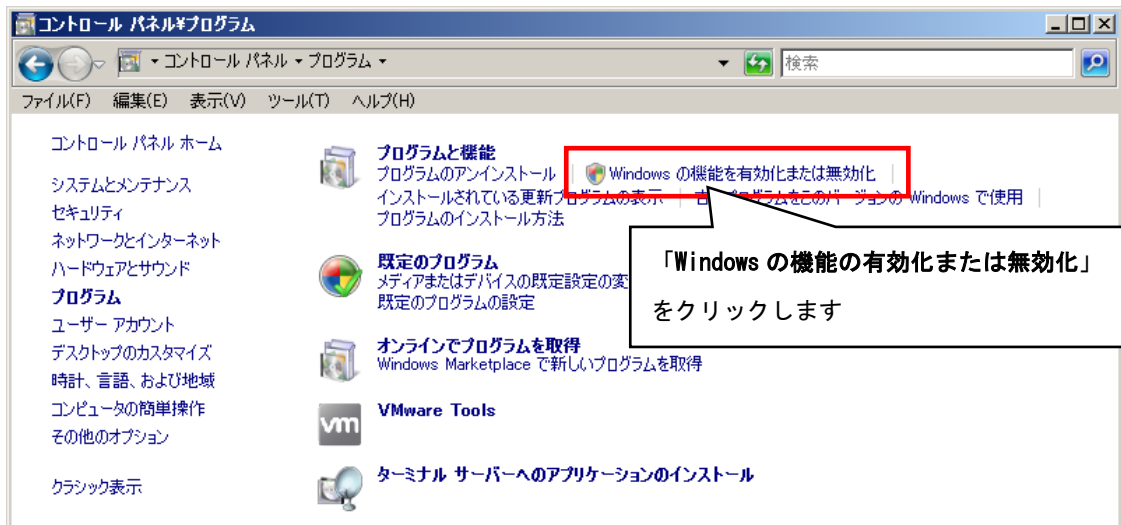 コントロール パネル¥プログラム
コントロール パネル プログラム
検索
ファイル(F) 編集(E) 表示(V) ツール(T) ヘルプ(H)
コントロール パネル ホーム
システムとメンテナンス
セキュリティ
ネットワークとインターネット
ハードウェアとサウンド
プログラム
ユーザー アカウント
デスクトップのカスタマイズ
時計、言語、および地域
コンピュータの簡単操作
その他のオプション
クラシック表示
プログラムと機能
プログラムのアンインストール Windows の機能を有効化または無効化
インストールされている更新プログラムの表示 プログラムをこのバージョンの Windows で使用
プログラムのインストール方法
既定のプログラム
メディアまたはデバイスの既定設定の変
既定のプログラムの設定
オンラインでプログラムを取得
Windows Marketplace で新しいプログラムを取得
vm VMware Tools
ターミナル サーバーへのアプリケーションのインストール
「Windows の機能の有効化または無効化」
をクリックします